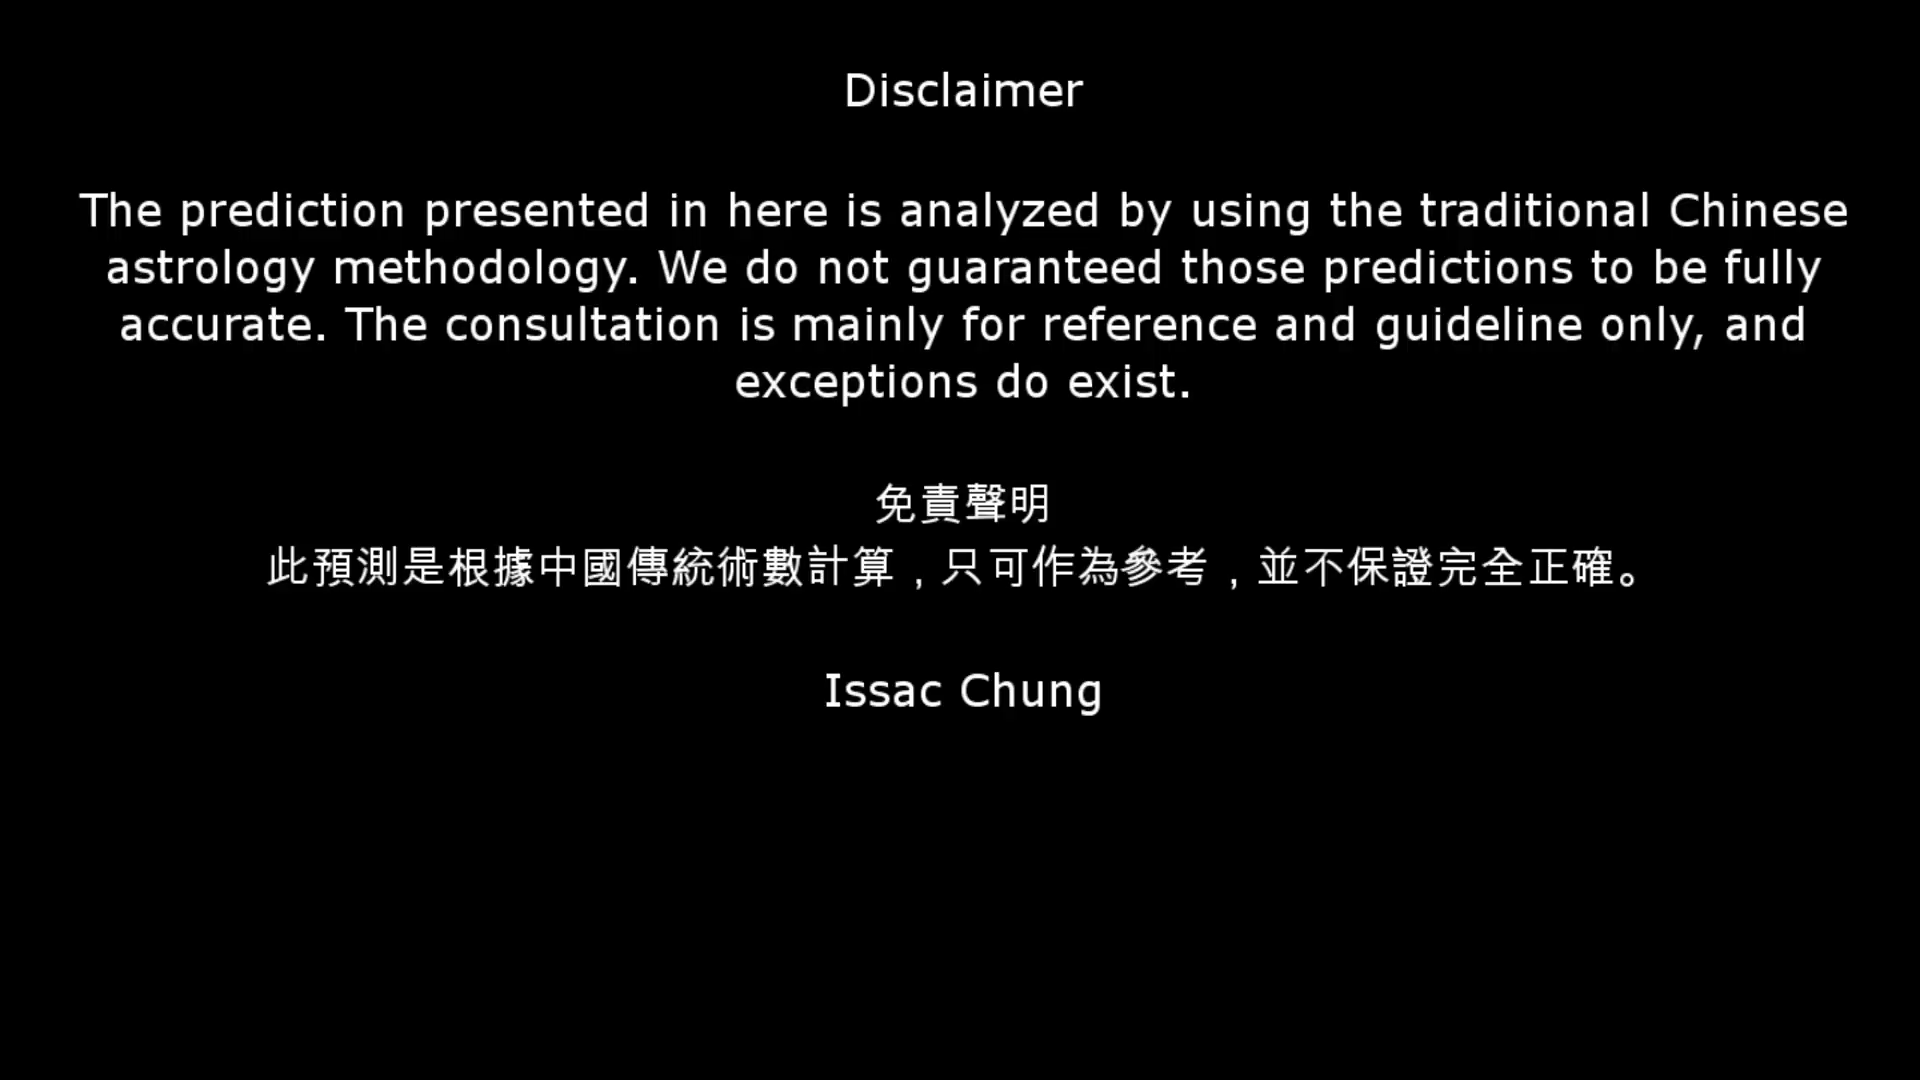 Disclaimer
The prediction presented in here is analyzed by using the traditional Chinese
astrology methodology. We do not guaranteed those predictions to be fully
accurate. The consultation is mainly for reference and guideline only, and
exceptions do exist.
免責聲明
此預測是根據中國傳統術數計算，只可作為參考，並不保證完全正確。
Issac Chung